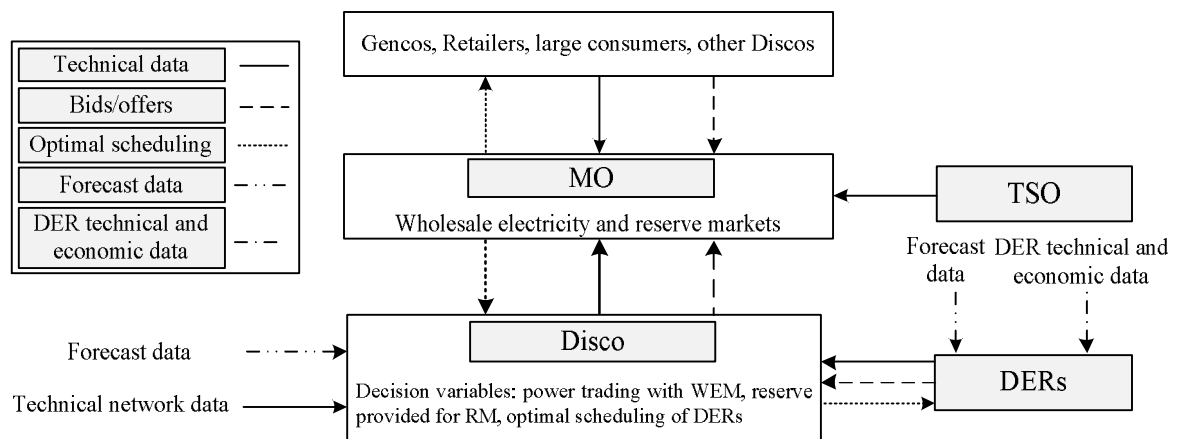 Technical data
Bids/offers
Optimal scheduling
Forecast data
DER technical and
economic data
Gencos, Retailers, large consumers, other Discos
MO
Wholesale electricity and reserve markets
TSO
Forecast
data
DER technical and
economic data
Forecast data
Technical network data
Disco
Decision variables: power trading with WEM, reserve
provided for RM, optimal scheduling of DERs
DERs